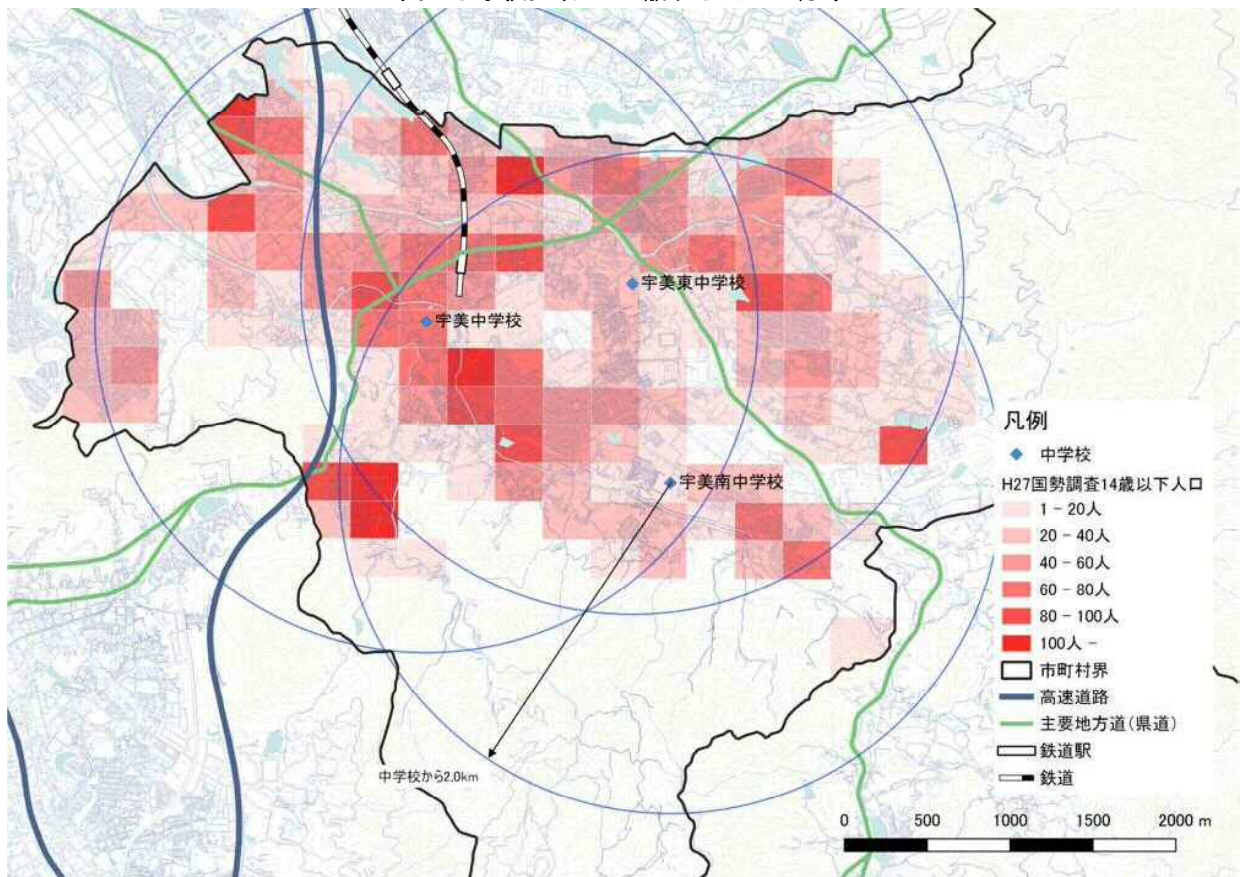 宇美東中学校
宇美中学校
宇美南中学校
中学校から2.0km
凡例
中学校
H27国勢調査14歳以下人口
1 - 20人
20 - 40人
40 - 60人
60 - 80人
80 - 100人
100人 -
市町村界
高速道路
主要地方道(県道)
鉄道駅
鉄道
0 500 1000 1500 2000 m